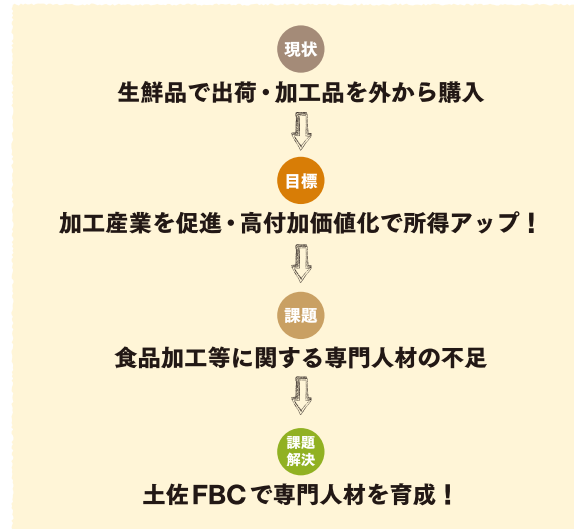 現状
生鮮品で出荷・加工品を外から購入
目標
加工産業を促進・高付加価値化で所得アップ！
課題
食品加工等に関する専門人材の不足
課題
解決
土佐FBCで専門人材を育成！